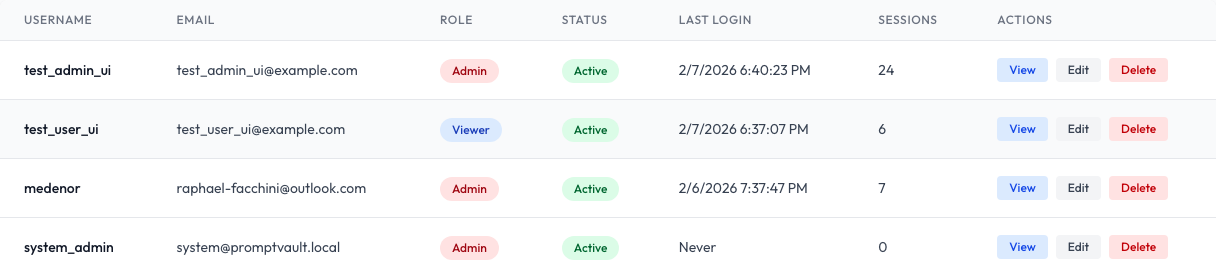 USERNAME EMAIL ROLE STATUS LAST LOGIN SESSIONS ACTIONS
test_admin_ui test_admin_ui@example.com Admin Active 2/7/2026 6:40:23 PM 24 View Edit Delete
test_user_ui test_user_ui@example.com Viewer Active 2/7/2026 6:37:07 PM 6 View Edit Delete
medenor raphael-facchini@outlook.com Admin Active 2/6/2026 7:37:47 PM 7 View Edit Delete
system_admin system@promptvault.local Admin Active Never 0 View Edit Delete